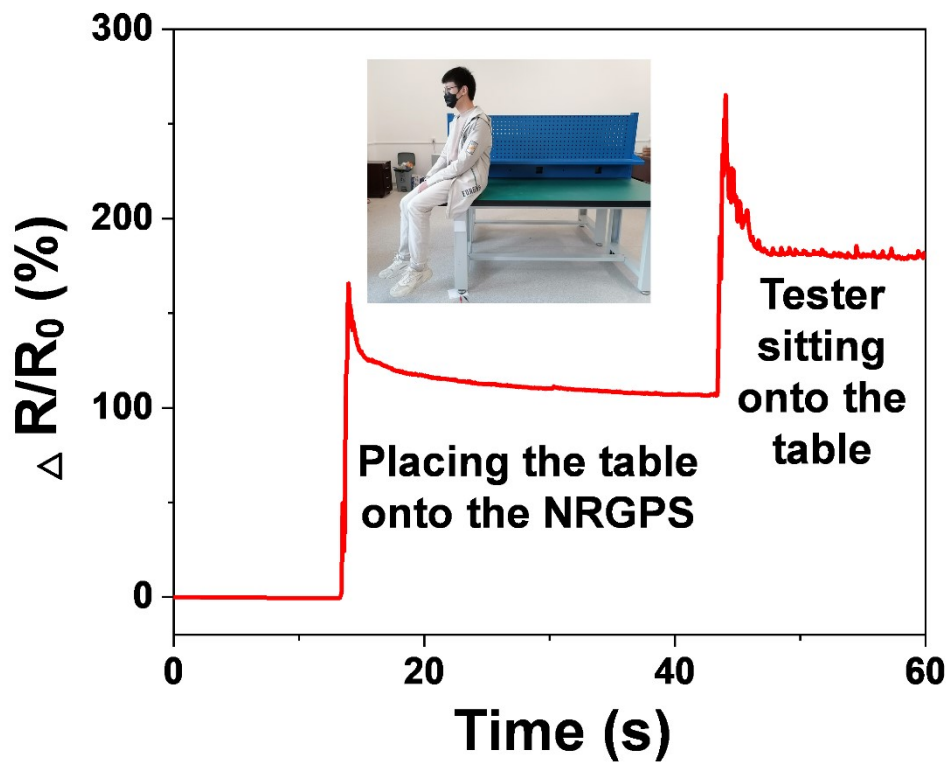 300
200
100
0
△ R/R₀ (%)
Placing the table
onto the NRGPS
Tester
sitting
onto the
table
0
20
40
60
Time (s)